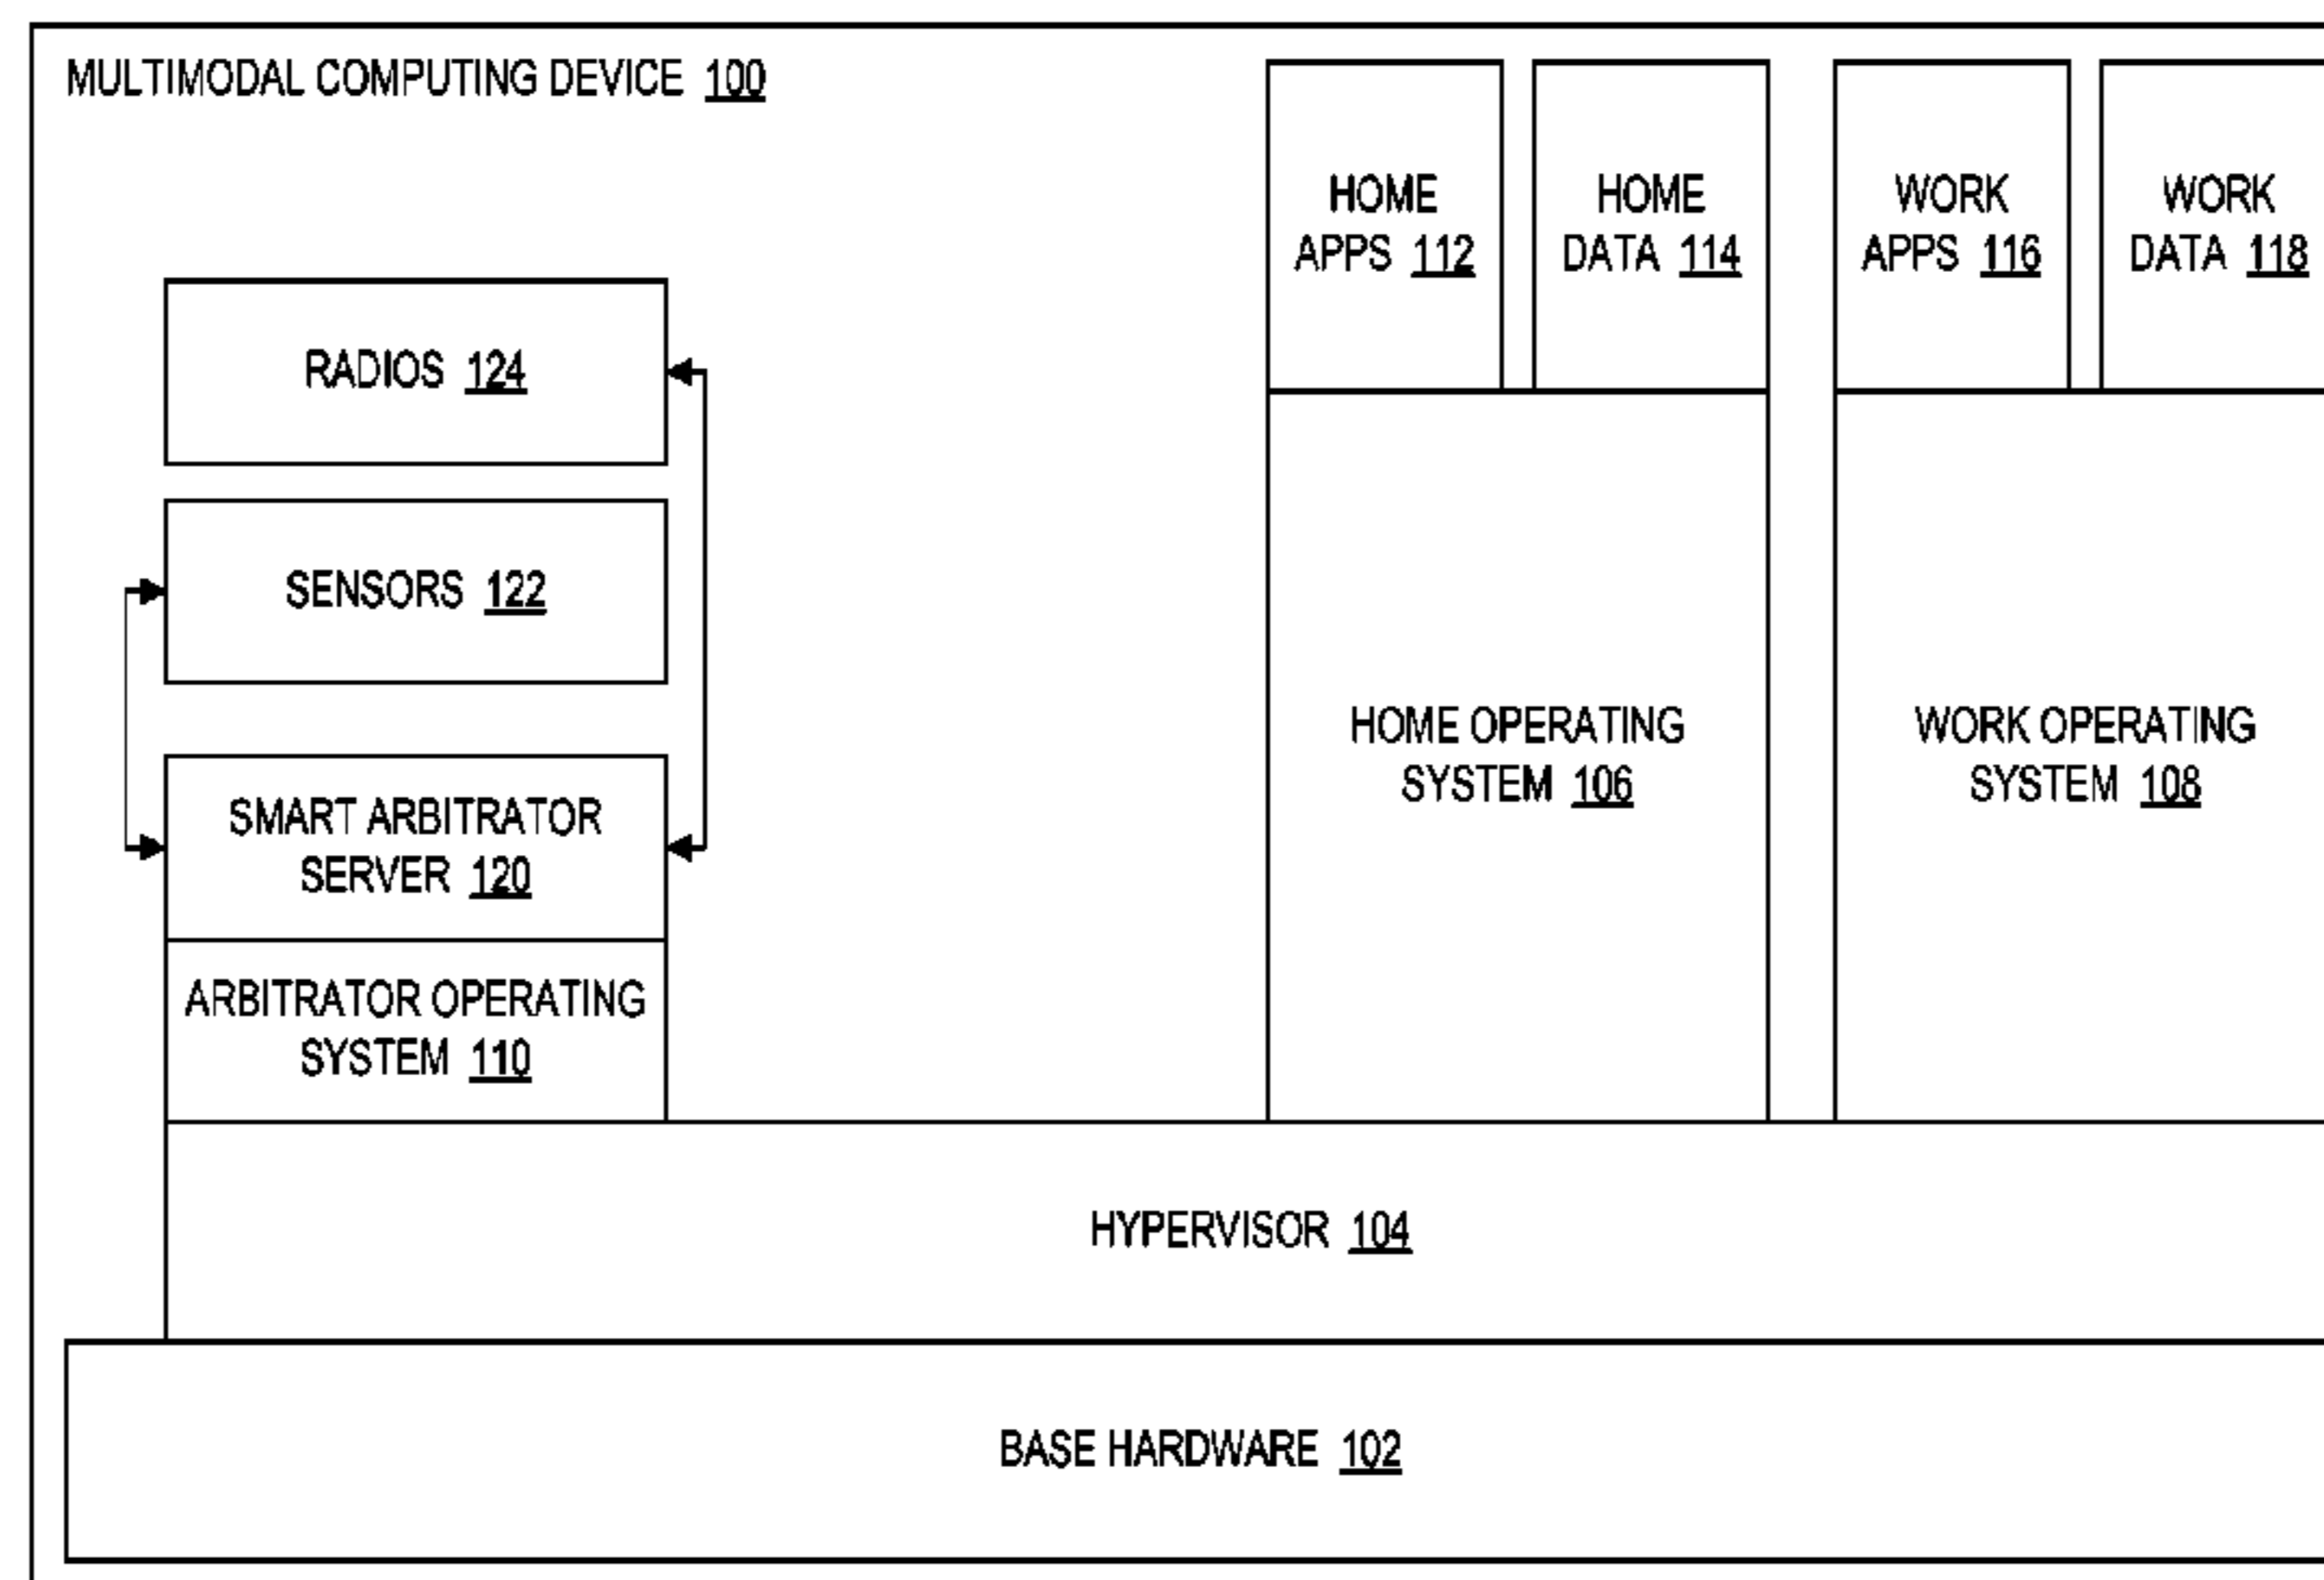 MULTIMODAL COMPUTING DEVICE 100
HOME
APPS 112
HOME
DATA 114
WORK
APPS 116
WORK
DATA 118
RADIOS 124
SENSORS 122
SMART ARBITRATOR
SERVER 120
ARBITRATOR OPERATING
SYSTEM 110
HOME OPERATING
SYSTEM 106
WORK OPERATING
SYSTEM 108
HYPERVISOR 104
BASE HARDWARE 102